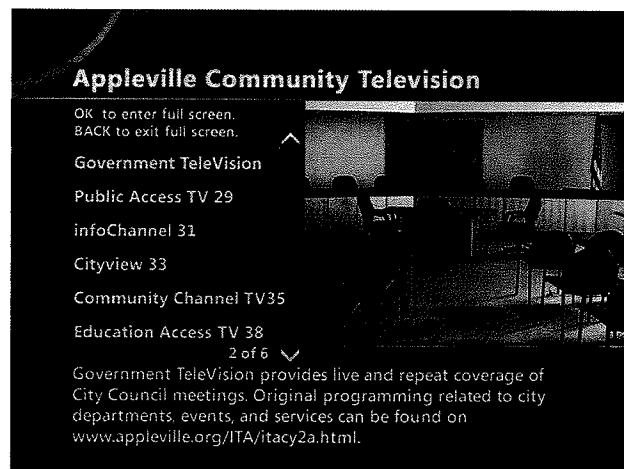 Appleville Community Television
OK to enter full screen.
BACK to exit full screen.
Government TeleVision
Public Access TV 29
infoChannel 31
Cityview 33
Community Channel TV35
Education Access TV 38
2 of 6
Government TeleVision provides live and repeat coverage of
City Council meetings. Original programming related to city
departments, events, and services can be found on
www.appleville.org/ITA/itacy2a.html.